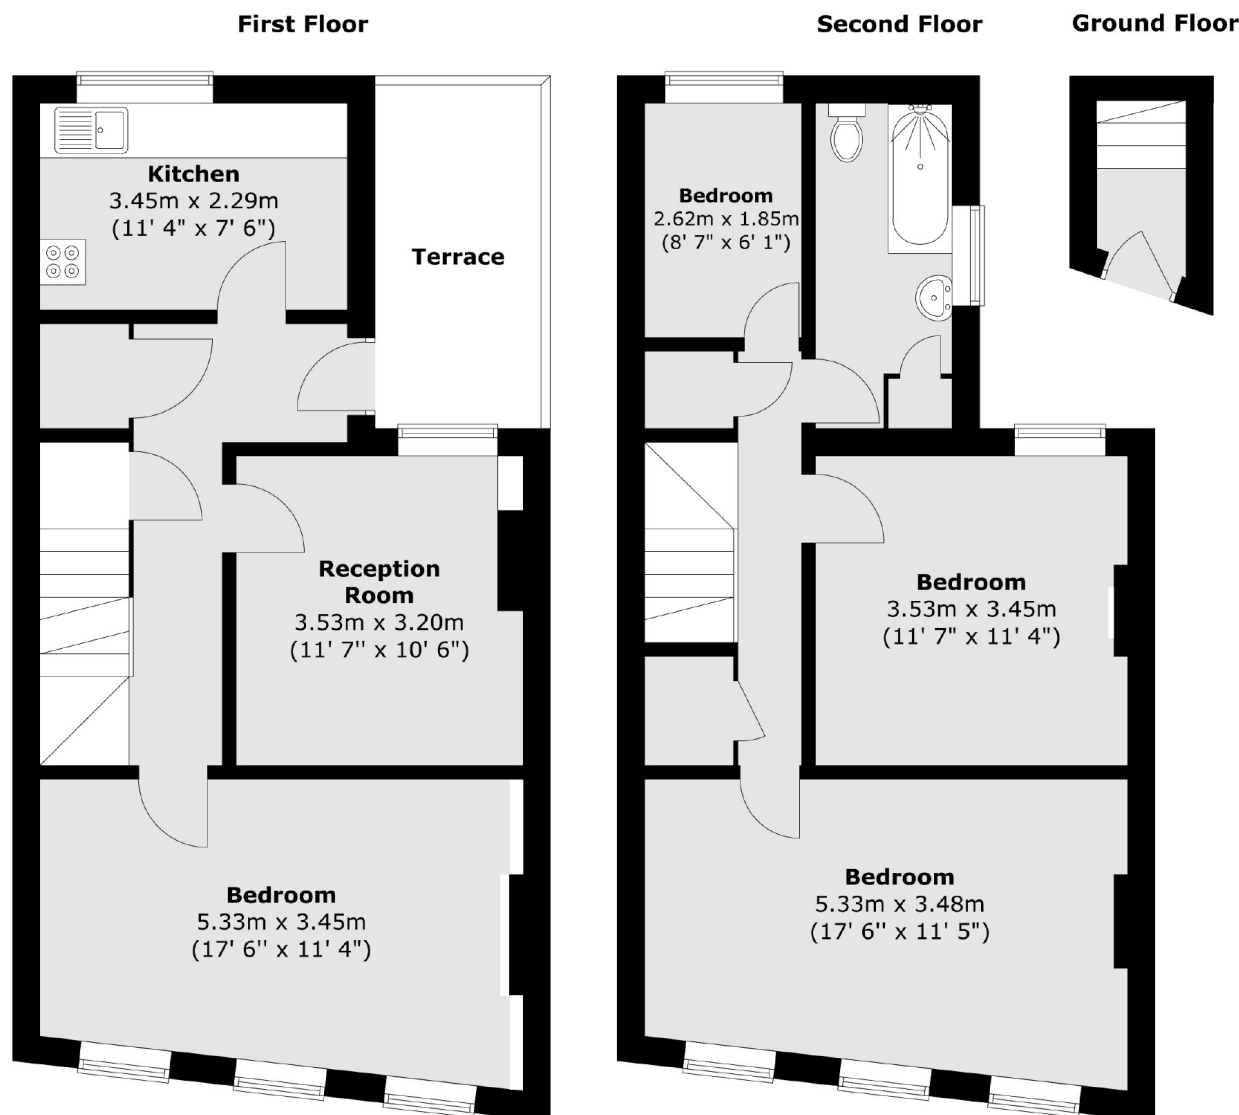 First Floor
Second Floor
Ground Floor
Kitchen
3.45m x 2.29m
(11' 4" x 7' 6")
Terrace
Reception
Room
3.53m x 3.20m
(11' 7'' x 10' 6")
Bedroom
5.33m x 3.45m
(17' 6'' x 11' 4")
Bedroom
2.62m x 1.85m
(8' 7" x 6' 1")
Bedroom
3.53m x 3.45m
(11' 7" x 11' 4")
Bedroom
5.33m x 3.48m
(17' 6'' x 11' 5")